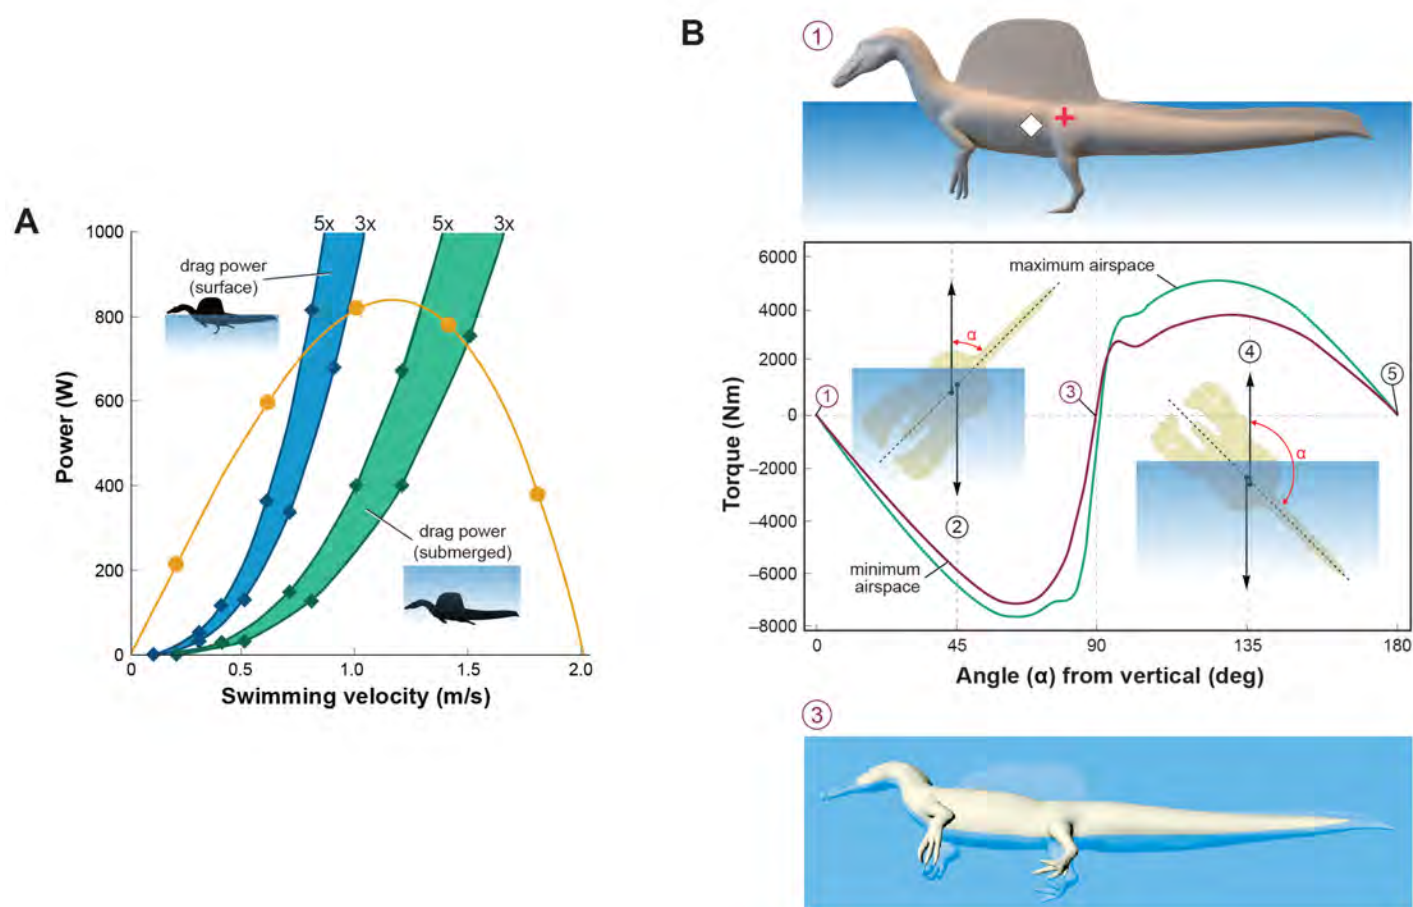 A
5x 3x 5x 3x
1000
800
600
400
200
0
Power (W)
drag power
(surface)
drag power
(submerged)
0 0.5 1.0 1.5 2.0
Swimming velocity (m/s)
B
1
6000
4000
2000
0
–2000
–4000
–6000
–8000
Torque (Nm)
maximum airspace
α
1
3
4
5
α
2
minimum
airspace
0 45 90 135 180
Angle (α) from vertical (deg)
3